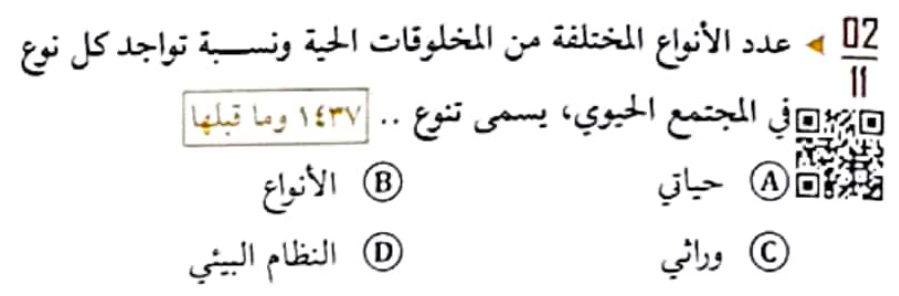 02
11
◂ عدد الأنواع المختلفة من المخلوقات الحية ونسبة تواجد كل نوع
في المجتمع الحيوي، يسمى تنوع .. ١٤٣٧ وما قبلها
A حياتي B الأنواع
C وراثي D النظام البيئي